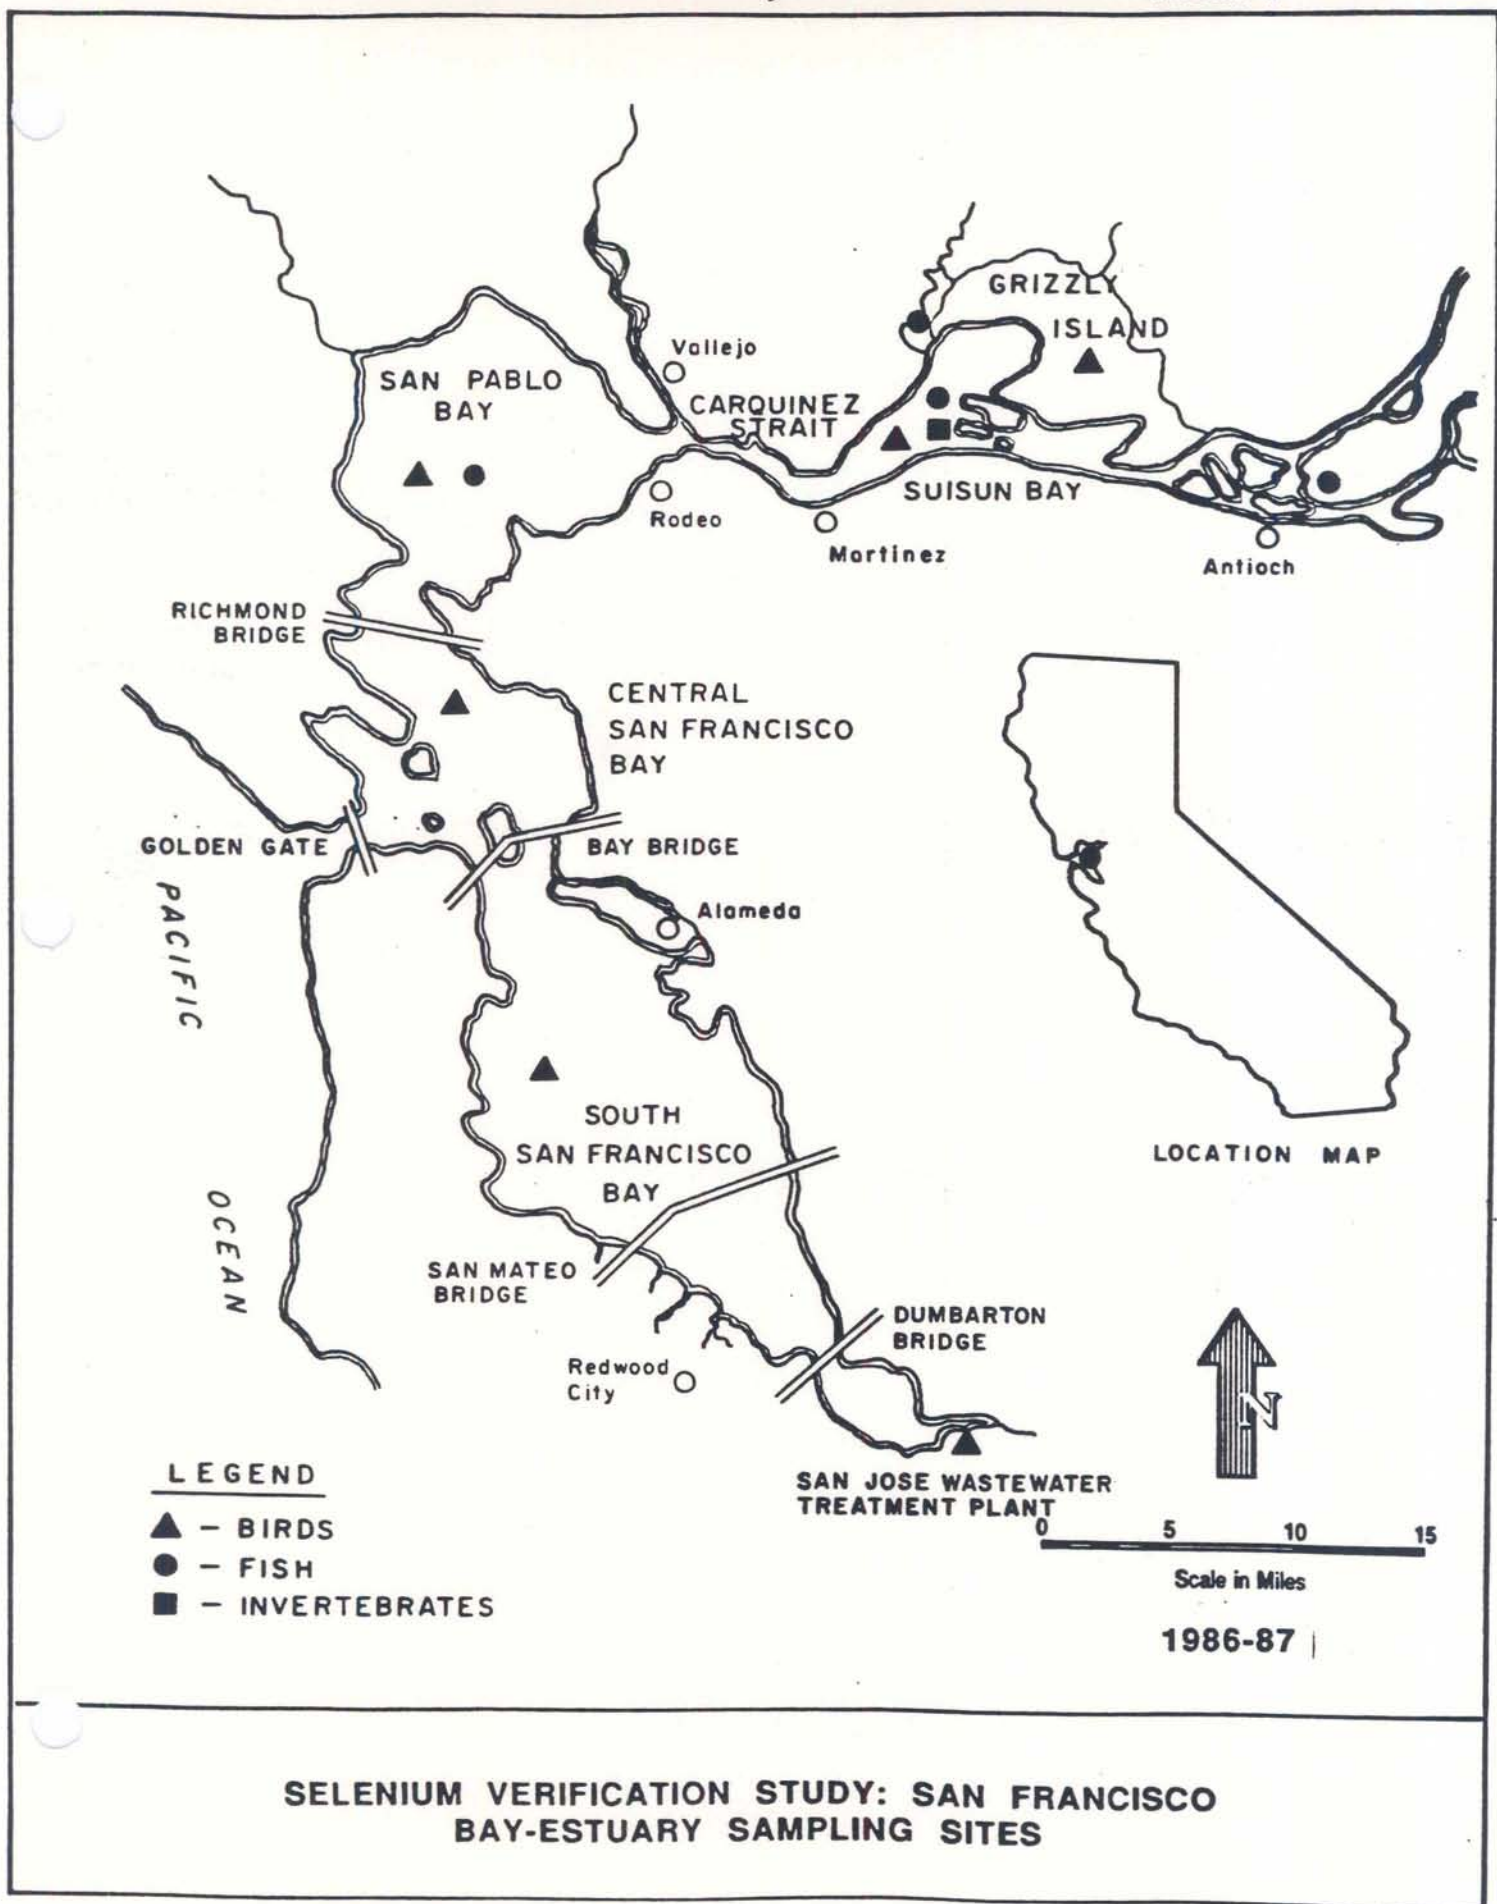 GRIZZLY
ISLAND
Vallejo
SAN PABLO
BAY
CARQUINEZ
STRAIT
SUISUN BAY
Rodeo
Martinez
Antioch
RICHMOND
BRIDGE
CENTRAL
SAN FRANCISCO
BAY
GOLDEN GATE
BAY BRIDGE
PACIFIC
Alameda
SOUTH
SAN FRANCISCO
BAY
LOCATION MAP
OCEAN
SAN MATEO
BRIDGE
DUMBARTON
BRIDGE
Redwood
City
N
SAN JOSE WASTEWATER
TREATMENT PLANT
LEGEND
– BIRDS
– FISH
– INVERTEBRATES
0 5 10 15
Scale in Miles
1986-87
SELENIUM VERIFICATION STUDY: SAN FRANCISCO
BAY-ESTUARY SAMPLING SITES